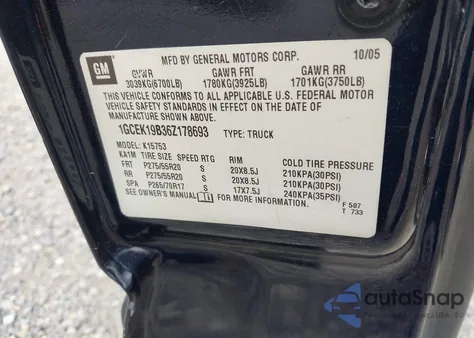 GM
MFD BY GENERAL MOTORS CORP. 10/05
GVWR GAWR FRT GAWR RR
3039KG(6700LB) 1780KG(3925LB) 1701KG(3750LB)
THIS VEHICLE CONFORMS TO ALL APPLICABLE U.S. FEDERAL MOTOR
VEHICLE SAFETY STANDARDS IN EFFECT ON THE DATE OF
MANUFACTURE SHOWN ABOVE.
1GCEK19B36Z178693 TYPE: TRUCK
MODEL: K15753
KA1M TIRE SIZE SPEED RTG RIM COLD TIRE PRESSURE
FRT P275/55R20 S 20X8.5J 210KPA(30PSI)
RR P275/55R20 S 20X8.5J 210KPA(30PSI)
SPA P265/70R17 S 17X7.5J 240KPA(35PSI)
SEE OWNER'S MANUAL FOR MORE INFORMATION.
F 507
T 733
autoSnap